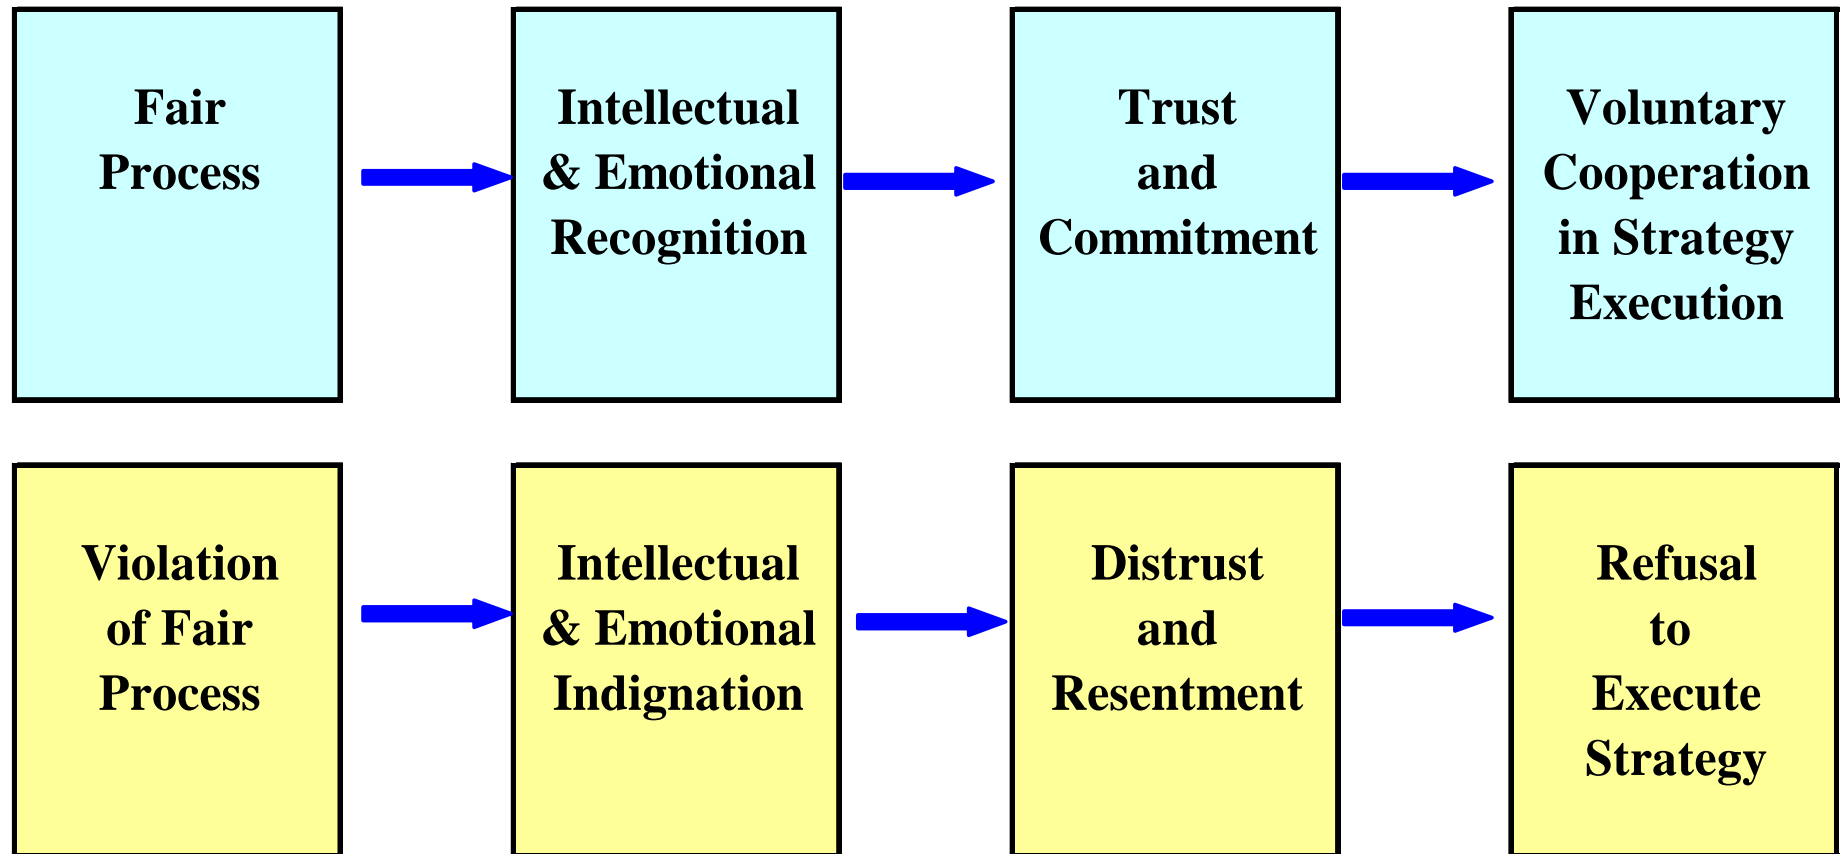 Fair
Process
Intellectual
& Emotional
Recognition
Trust
and
Commitment
Voluntary
Cooperation
in Strategy
Execution
Violation
of Fair
Process
Intellectual
& Emotional
Indignation
Distrust
and
Resentment
Refusal
to
Execute
Strategy